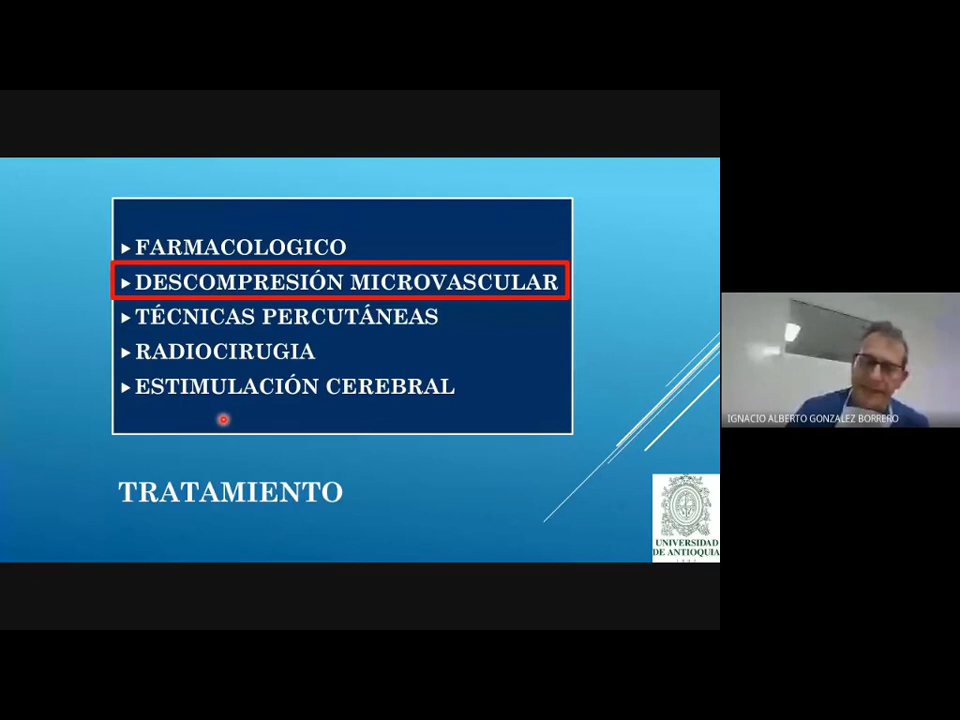 FARMACOLOGICO
DESCOMPRESIÓN MICROVASCULAR
TÉCNICAS PERCUTÁNEAS
RADIOCIRUGIA
ESTIMULACIÓN CEREBRAL
TRATAMIENTO
UNIVERSIDAD
DE ANTIOQUIA
IGNACIO ALBERTO GONZALEZ BORRERO